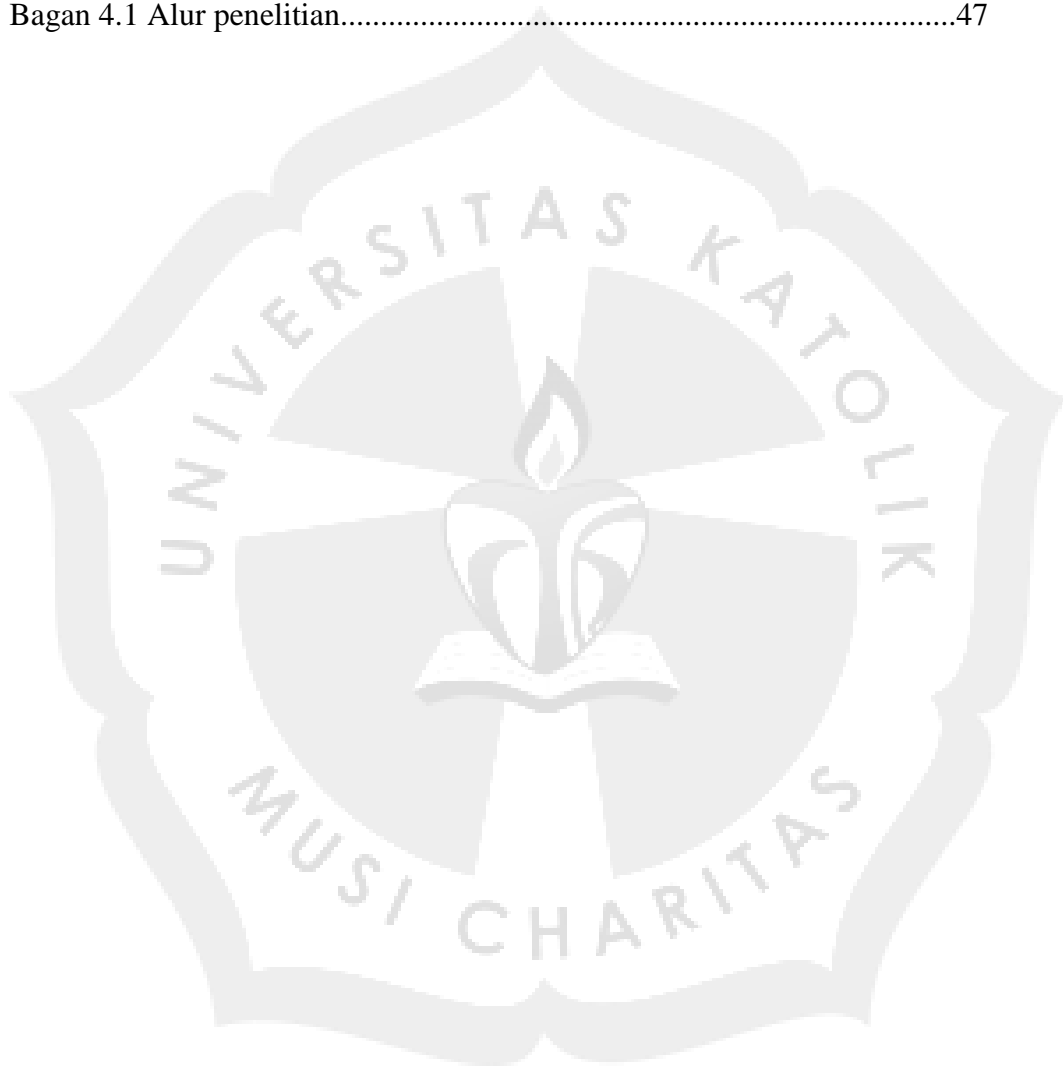 Bagan 4.1 Alur penelitian.............................................................................47
UNIVERSITAS KATOLIK
MUSI CHARITAS